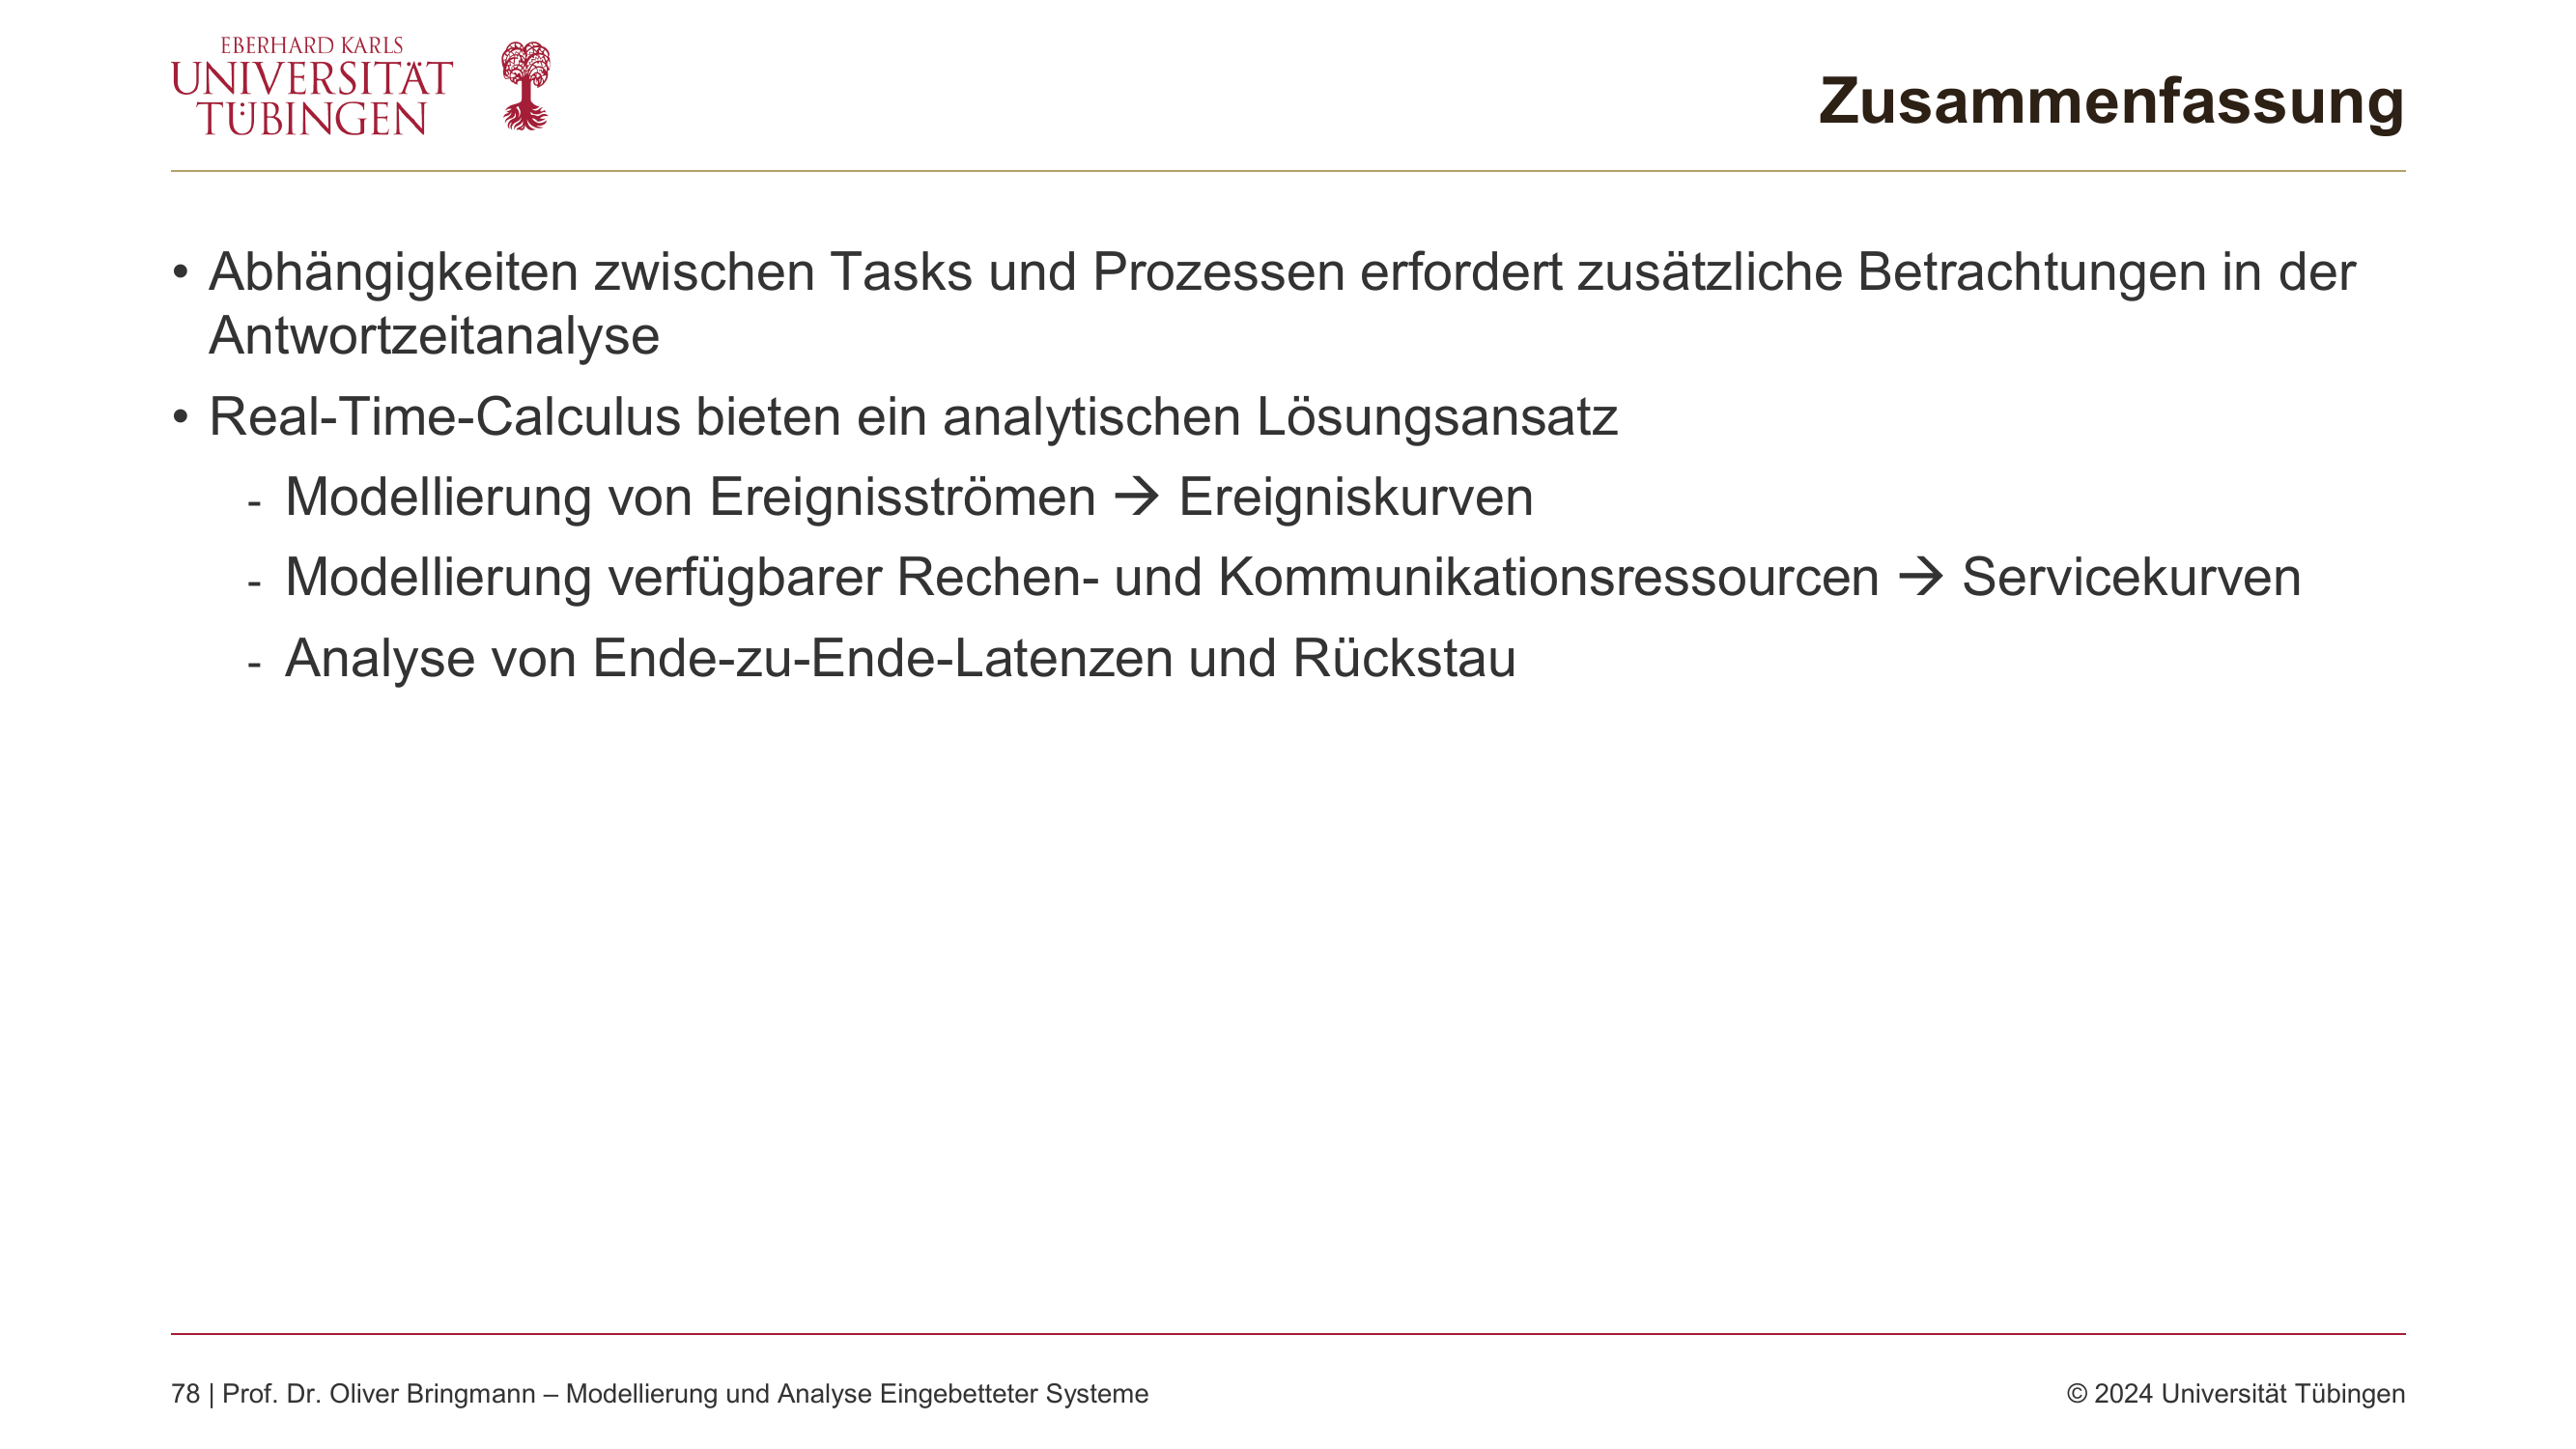 EBERHARD KARLS
UNIVERSITÄT
TÜBINGEN
Zusammenfassung
• Abhängigkeiten zwischen Tasks und Prozessen erfordert zusätzliche Betrachtungen in der
Antwortzeitanalyse
• Real-Time-Calculus bieten ein analytischen Lösungsansatz
- Modellierung von Ereignisströmen → Ereigniskurven
- Modellierung verfügbarer Rechen- und Kommunikationsressourcen → Servicekurven
- Analyse von Ende-zu-Ende-Latenzen und Rückstau
78 | Prof. Dr. Oliver Bringmann – Modellierung und Analyse Eingebetteter Systeme
© 2024 Universität Tübingen